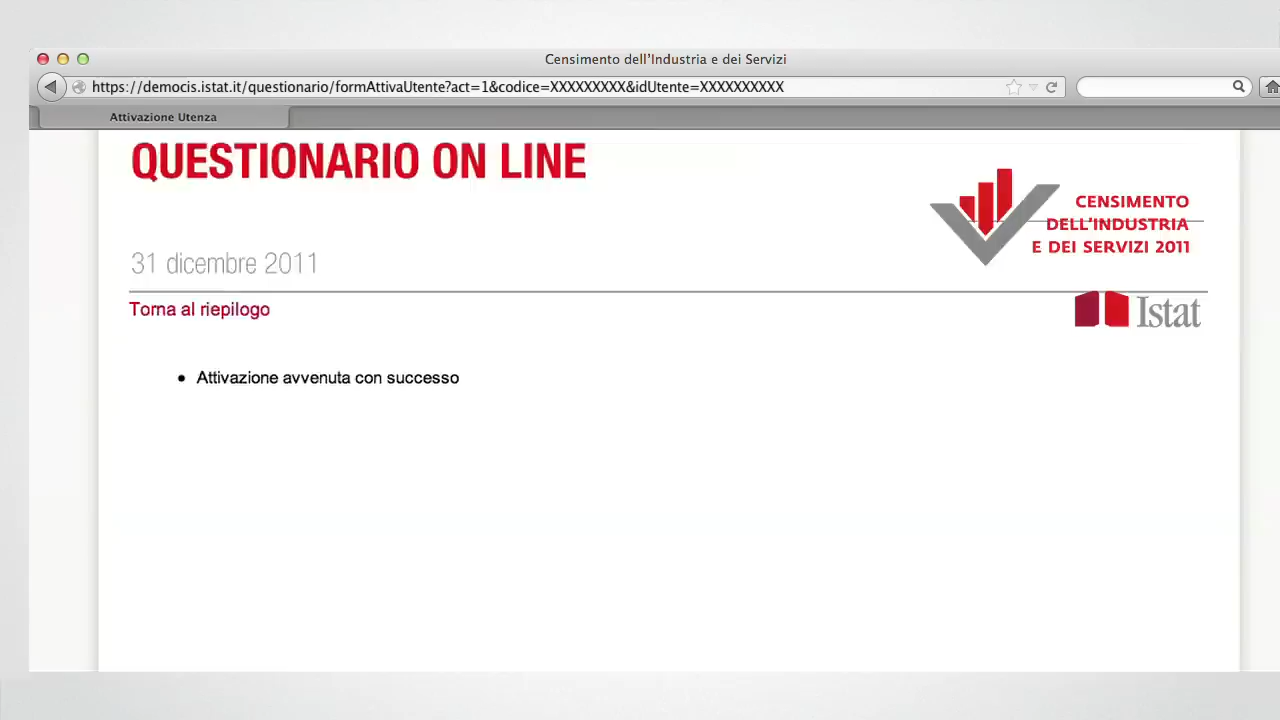 Censimento dell'Industria e dei Servizi
https://democis.istat.it/questionario/formAttivaUtente?act=1&codice=XXXXXXXXX&idUtente=XXXXXXXXXX
Attivazione Utenza
QUESTIONARIO ON LINE
CENSIMENTO
DELL'INDUSTRIA
E DEI SERVIZI 2011
31 dicembre 2011
Torna al riepilogo
Istat
• Attivazione avvenuta con successo